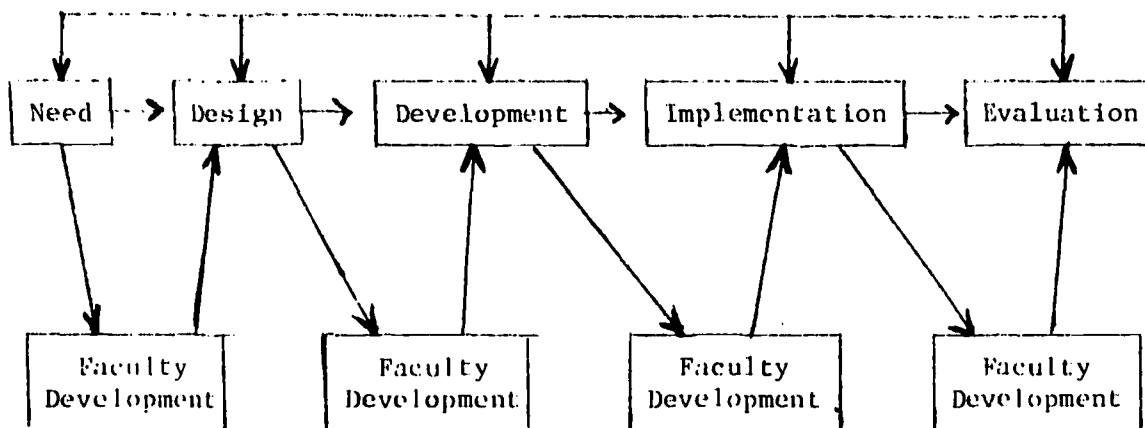 Need
Design
Development
Implementation
Evaluation
Faculty
Development
Faculty
Development
Faculty
Development
Faculty
Development